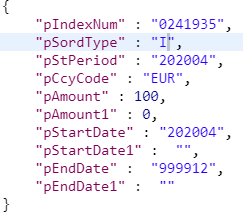 {
"pIndexNum" : "0241935",
"pSordType" : "I",
"pStPeriod" : "202004",
"pCcyCode" : "EUR",
"pAmount" : 100,
"pAmount1" : 0,
"pStartDate" : "202004",
"pStartDate1" :  "",
"pEndDate" : "999912",
"pEndDate1" :  ""
}